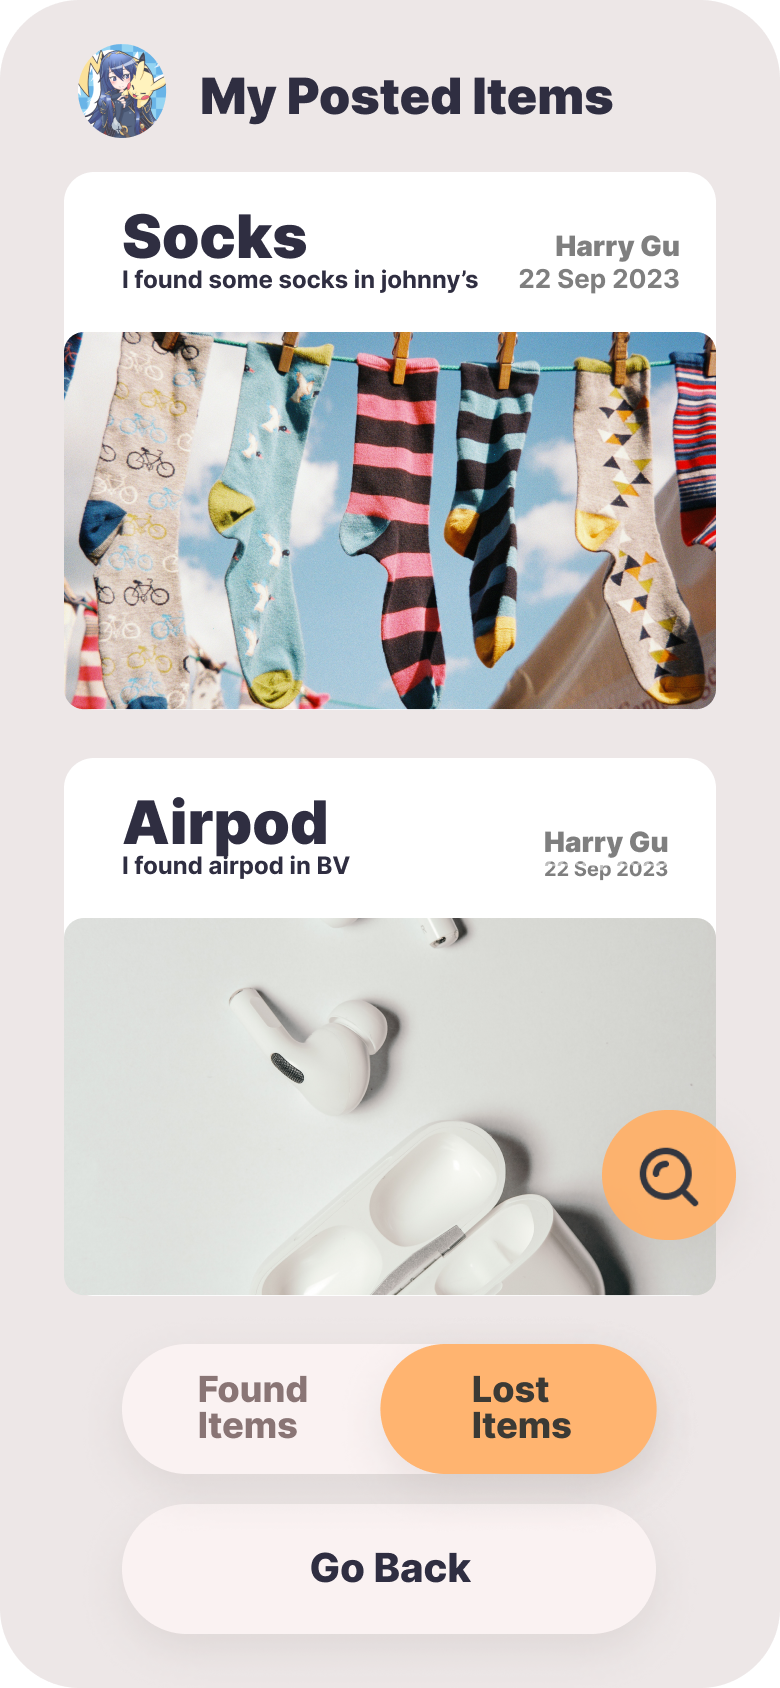 My Posted Items
Socks
I found some socks in johnny’s
Harry Gu
22 Sep 2023
Airpod
I found airpod in BV
Harry Gu
22 Sep 2023
Found
Items
Lost
Items
Go Back